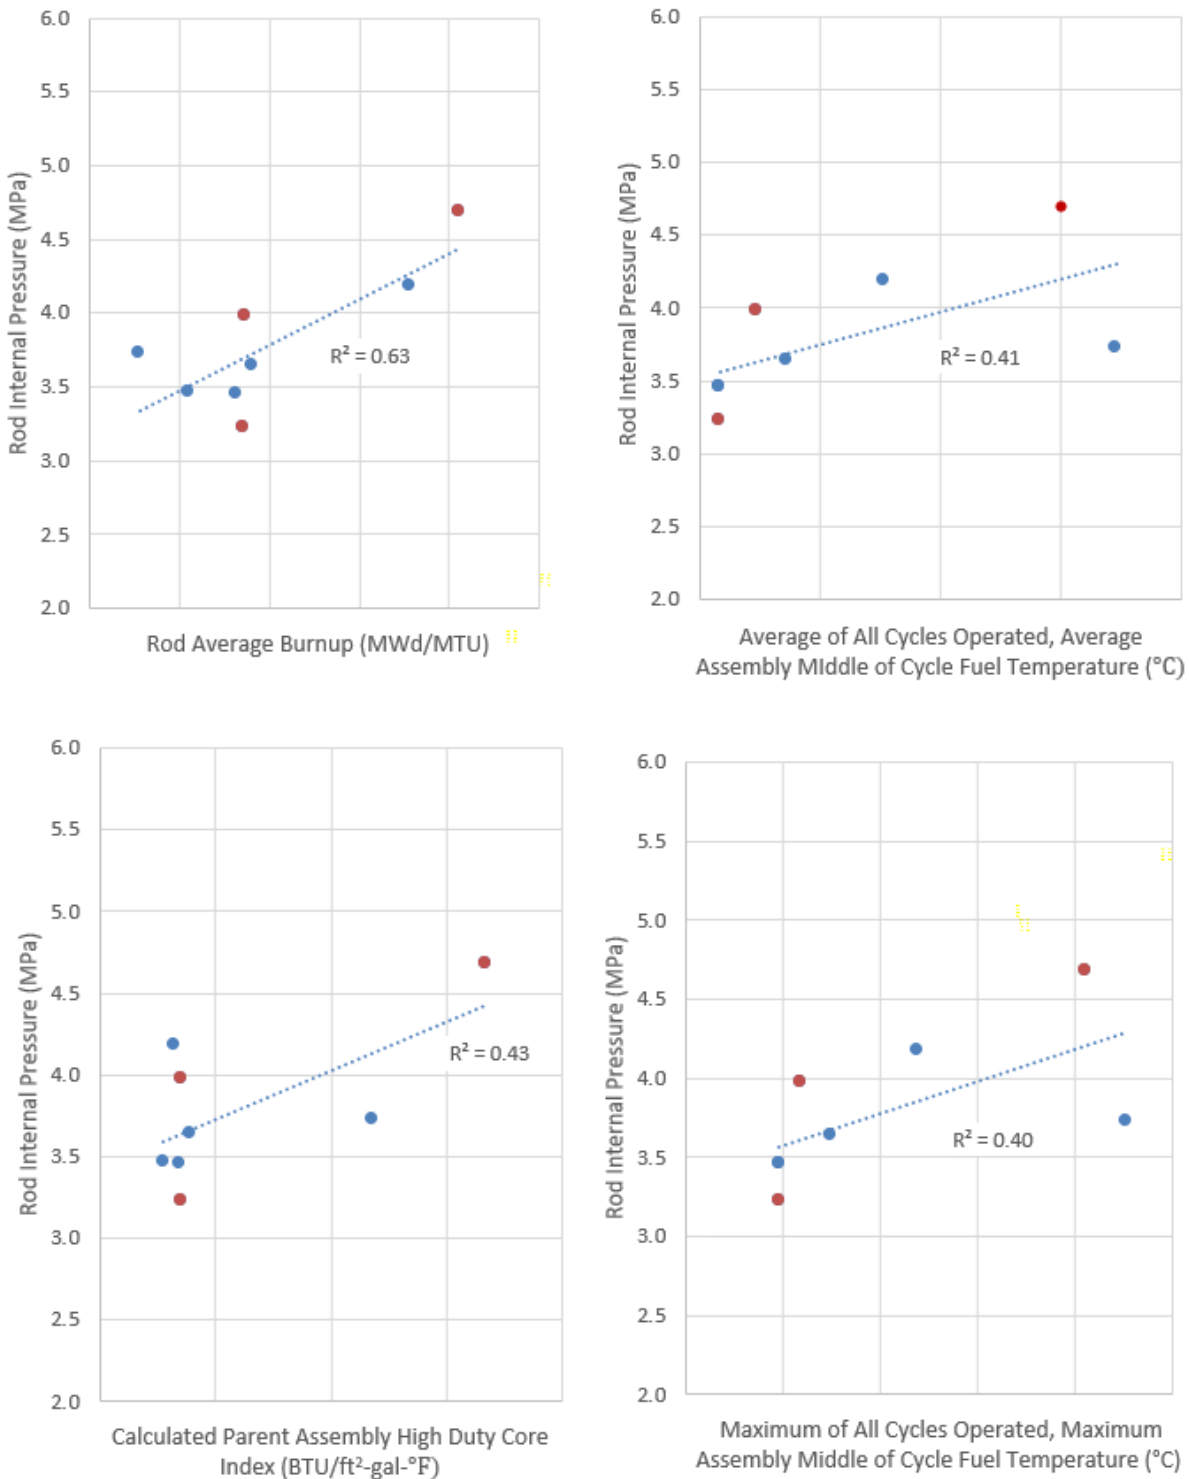 6.0
5.5
5.0
4.5
4.0
3.5
3.0
2.5
2.0
Rod Internal Pressure (MPa)
R² = 0.63
Rod Average Burnup (MWd/MTU)
6.0
5.5
5.0
4.5
4.0
3.5
3.0
2.5
2.0
Rod Internal Pressure (MPa)
R² = 0.41
Average of All Cycles Operated, Average
Assembly MIddle of Cycle Fuel Temperature (°C)
6.0
5.5
5.0
4.5
4.0
3.5
3.0
2.5
2.0
Rod Internal Pressure (MPa)
R² = 0.43
Calculated Parent Assembly High Duty Core
Index (BTU/ft²-gal-°F)
6.0
5.5
5.0
4.5
4.0
3.5
3.0
2.5
2.0
Rod Internal Pressure (MPa)
R² = 0.40
Maximum of All Cycles Operated, Maximum
Assembly Middle of Cycle Fuel Temperature (°C)